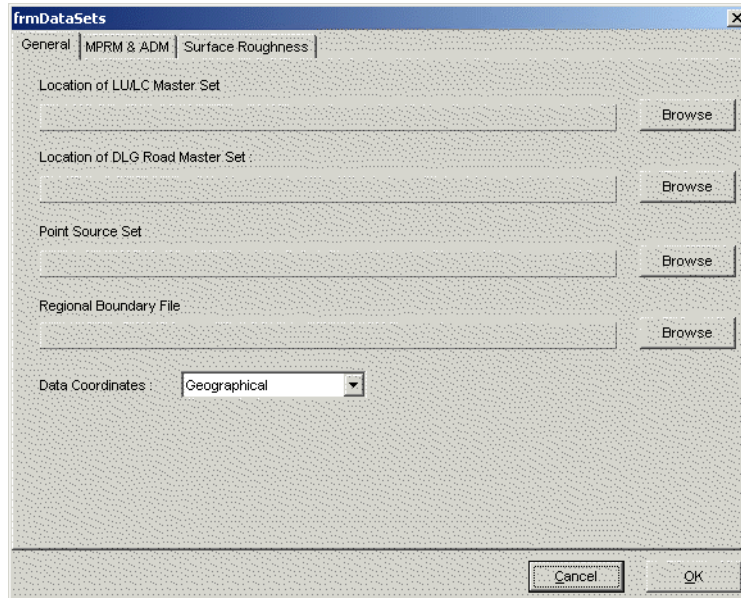 frmDataSets
General
MPRM & ADM
Surface Roughness
Location of LU/LC Master Set
Browse
Location of DLG Road Master Set :
Browse
Point Source Set
Browse
Regional Boundary File
Browse
Data Coordinates :
Geographical
Cancel
OK